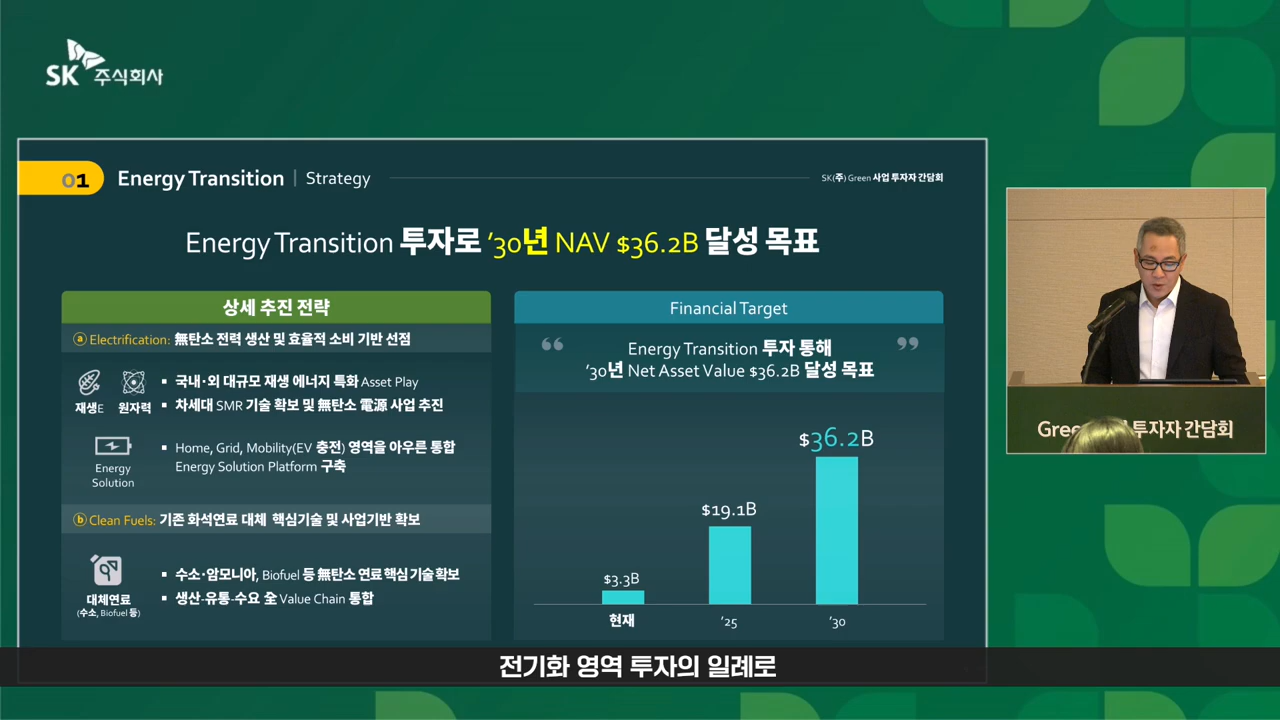 SK 주식회사
01 Energy Transition | Strategy
SK(주) Green 사업 투자자 간담회
Energy Transition 투자로 ’30년 NAV $36.2B 달성 목표
상세 추진 전략
ⓐ Electrification: 無탄소 전력 생산 및 효율적 소비 기반 선점
재생E
원자력
▪ 국내·외 대규모 재생 에너지 특화 Asset Play
▪ 차세대 SMR 기술 확보 및 無탄소 電源 사업 추진
Energy
Solution
▪ Home, Grid, Mobility(EV 충전) 영역을 아우른 통합
Energy Solution Platform 구축
ⓑ Clean Fuels: 기존 화석연료 대체 핵심기술 및 사업기반 확보
대체연료
(수소, Biofuel 등)
▪ 수소·암모니아, Biofuel 등 無탄소 연료 핵심 기술 확보
▪ 생산-유통-수요 全 Value Chain 통합
Financial Target
“ Energy Transition 투자 통해 ”
’30년 Net Asset Value $36.2B 달성 목표
$3.3B
$19.1B
$36.2B
현재
’25
’30
Gree 투자자 간담회
전기화 영역 투자의 일례로